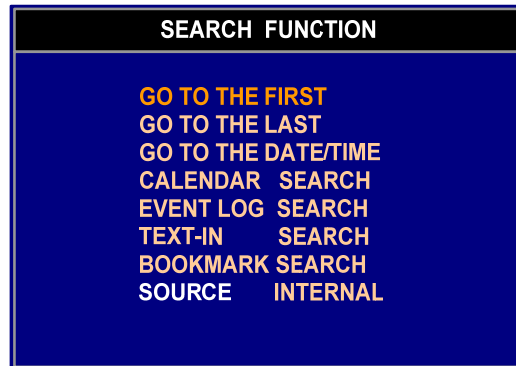 SEARCH FUNCTION
GO TO THE FIRST
GO TO THE LAST
GO TO THE DATE/TIME
CALENDAR SEARCH
EVENT LOG SEARCH
TEXT-IN SEARCH
BOOKMARK SEARCH
SOURCE INTERNAL